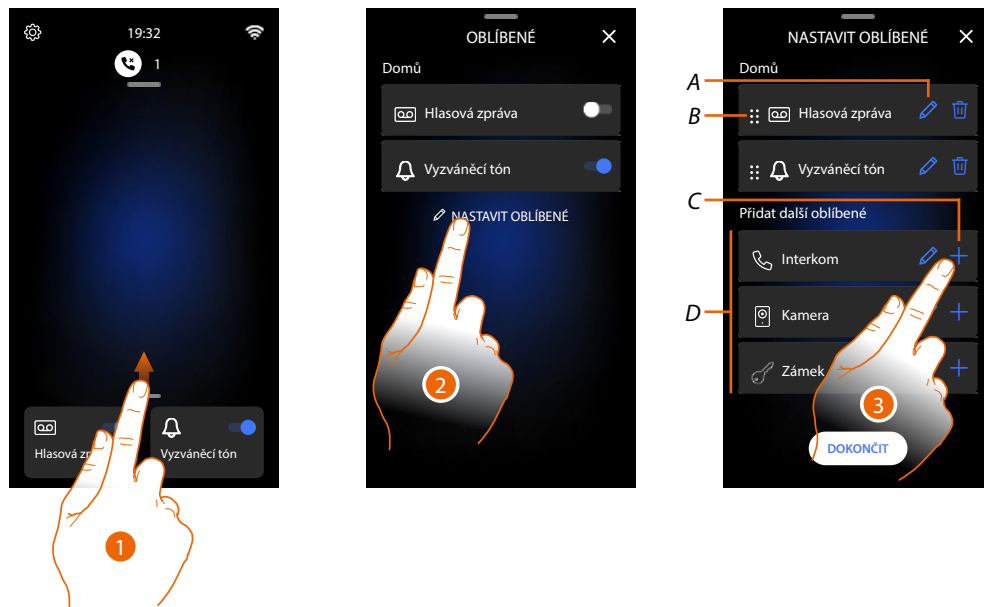 19:32
1
Hlasová zpráva
Vyzváněcí tón
1
OBLÍBENÉ
Domů
Hlasová zpráva
Vyzváněcí tón
NASTAVIT OBLÍBENÉ
2
NASTAVIT OBLÍBENÉ
Domů
A
B
Hlasová zpráva
Vyzváněcí tón
C
Přidat další oblíbené
Interkom
D
Kamera
Zámek
3
DOKONČIT